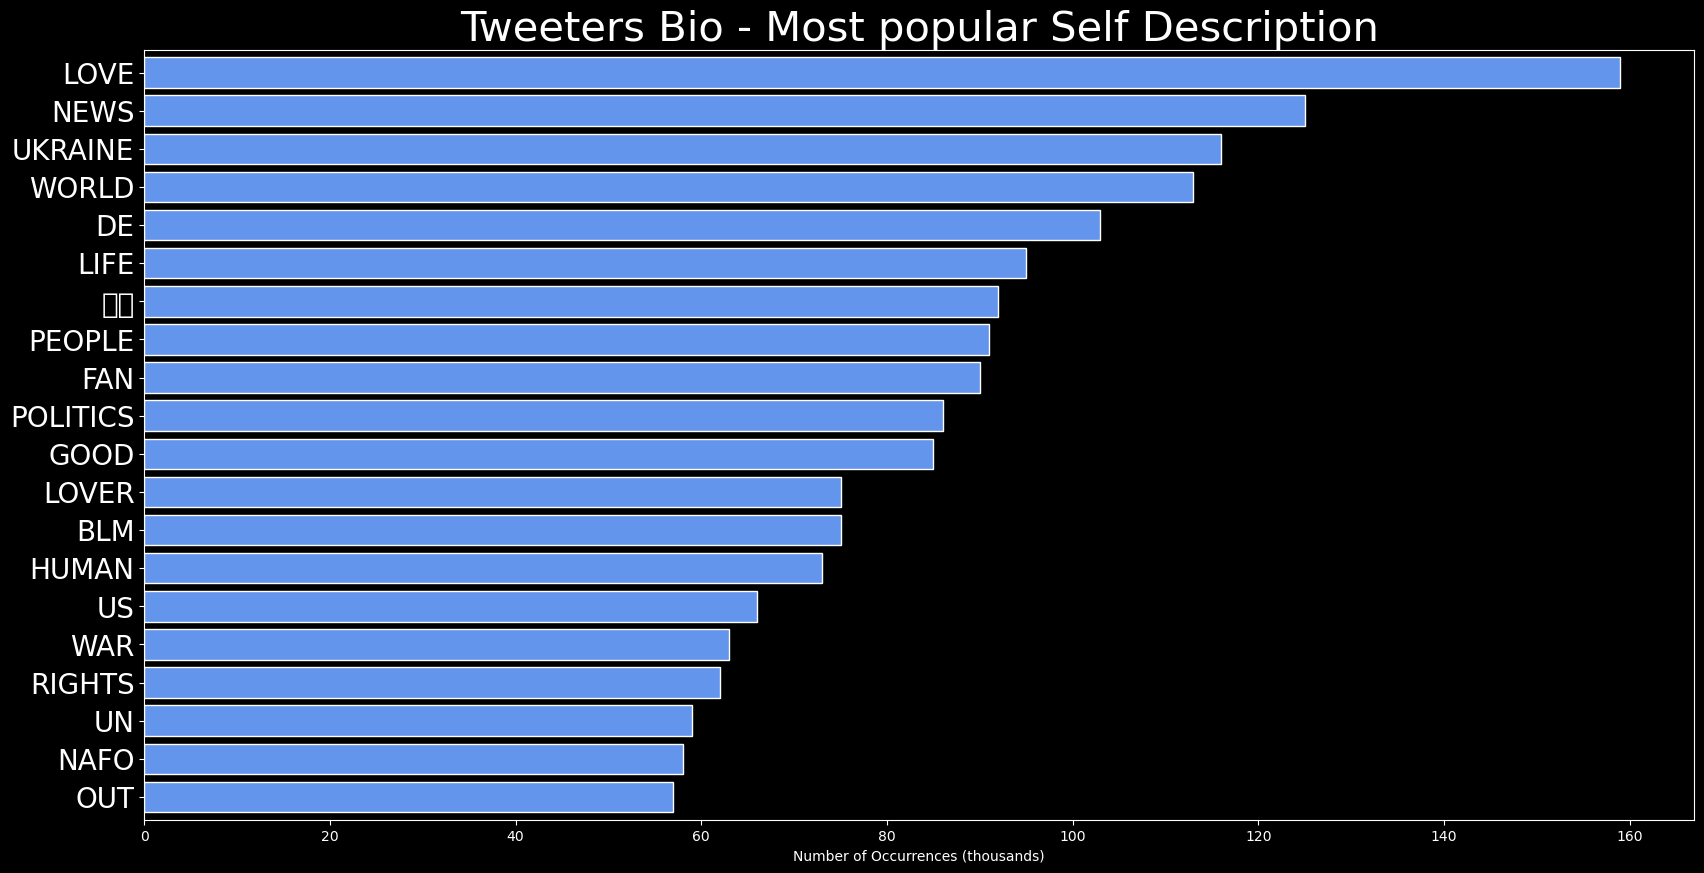 Tweeters Bio - Most popular Self Description
LOVE
NEWS
UKRAINE
WORLD
DE
LIFE
PEOPLE
FAN
POLITICS
GOOD
LOVER
BLM
HUMAN
US
WAR
RIGHTS
UN
NAFO
OUT
0 20 40 60 80 100 120 140 160
Number of Occurrences (thousands)